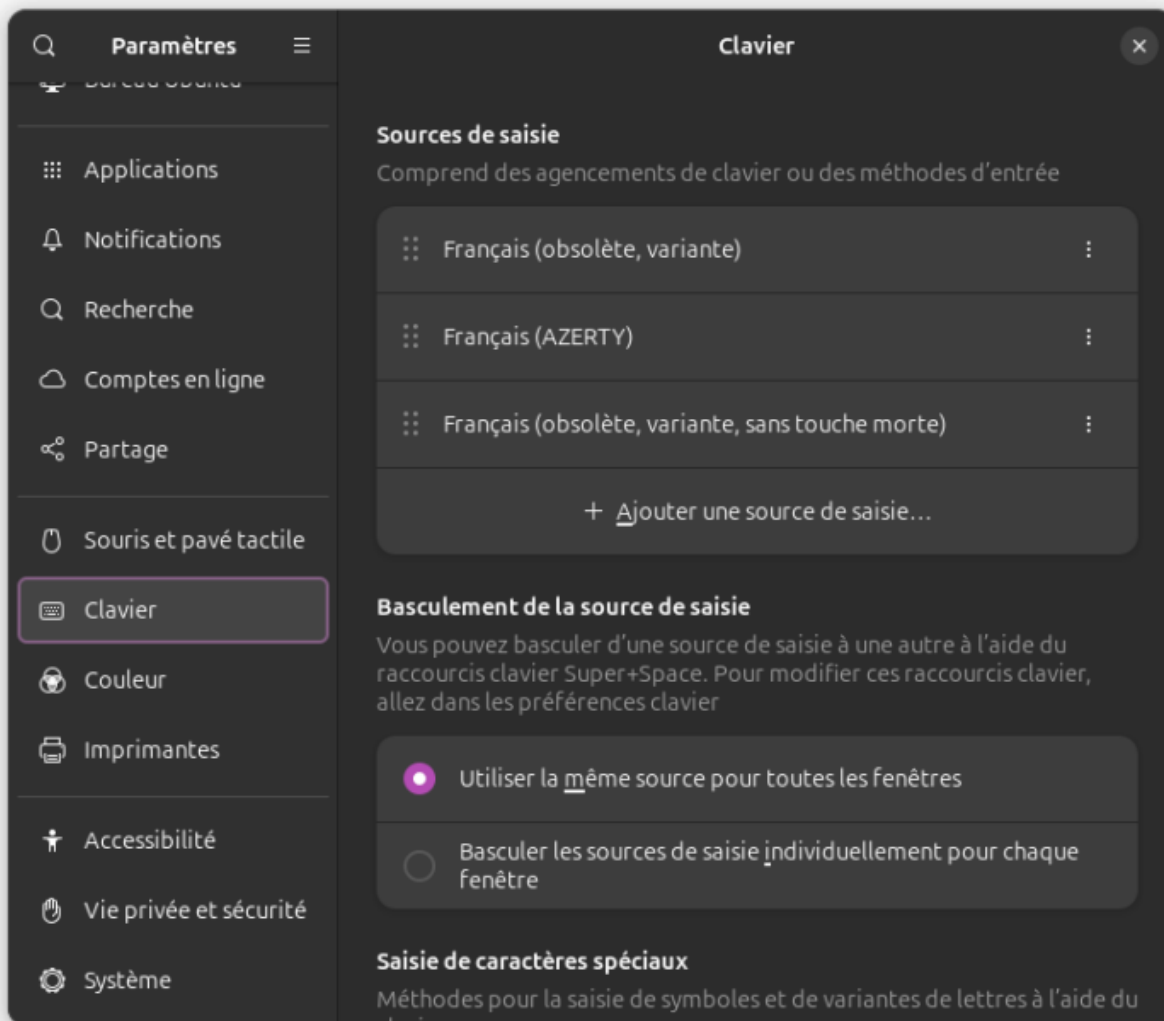 Paramètres
Clavier
Bureau Ubuntu
Applications
Notifications
Recherche
Comptes en ligne
Partage
Souris et pavé tactile
Clavier
Couleur
Imprimantes
Accessibilité
Vie privée et sécurité
Système
Sources de saisie
Comprend des agencements de clavier ou des méthodes d'entrée
Français (obsolète, variante)
Français (AZERTY)
Français (obsolète, variante, sans touche morte)
+ Ajouter une source de saisie…
Basculement de la source de saisie
Vous pouvez basculer d'une source de saisie à une autre à l'aide du
raccourcis clavier Super+Space. Pour modifier ces raccourcis clavier,
allez dans les préférences clavier
Utiliser la même source pour toutes les fenêtres
Basculer les sources de saisie individuellement pour chaque
fenêtre
Saisie de caractères spéciaux
Méthodes pour la saisie de symboles et de variantes de lettres à l'aide du